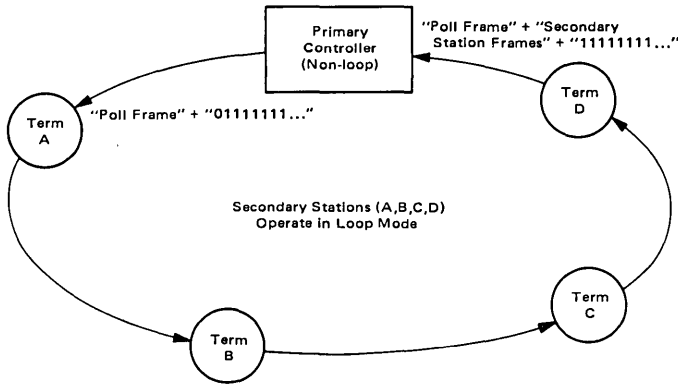 Primary
Controller
(Non-loop)
"Poll Frame" + "Secondary
Station Frames" + "11111111..."
Term
A
"Poll Frame" + "01111111..."
Term
D
Secondary Stations (A,B,C,D)
Operate in Loop Mode
Term
B
Term
C